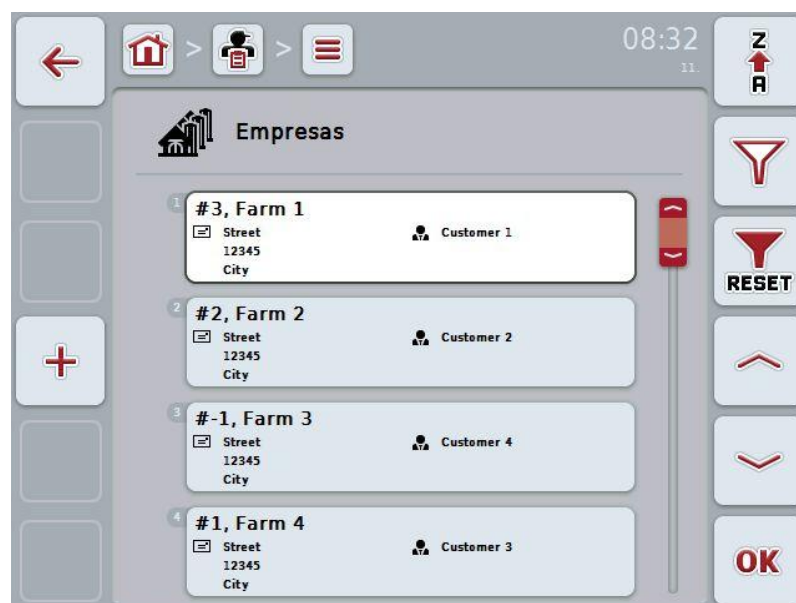 08:32
11.
Z
A
Empresas
1
#3, Farm 1
Street
12345
City
Customer 1
RESET
2
#2, Farm 2
Street
12345
City
Customer 2
3
#-1, Farm 3
Street
12345
City
Customer 4
4
#1, Farm 4
Street
12345
City
Customer 3
OK